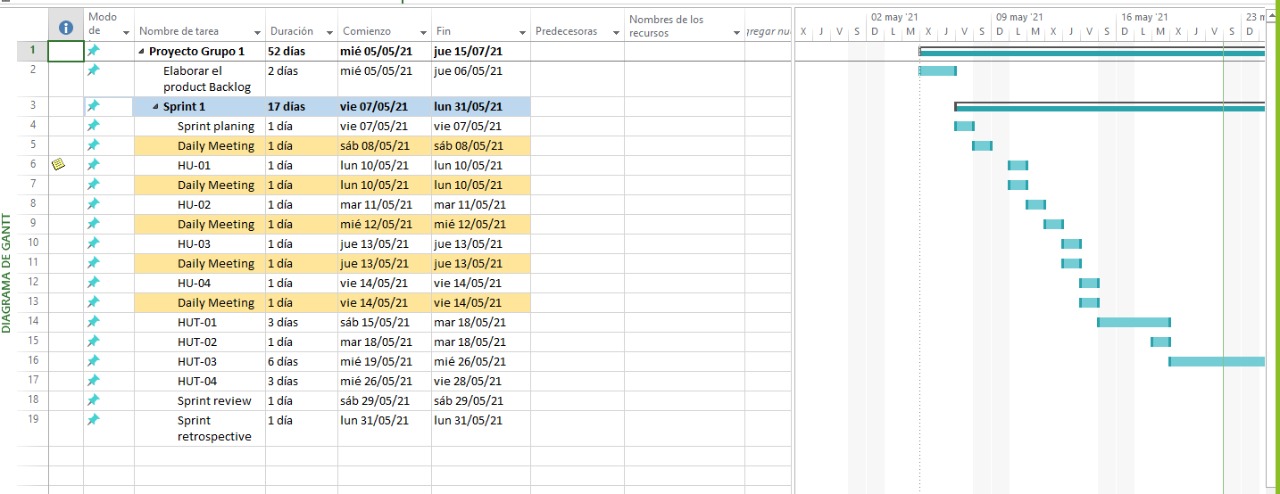 Modo
de
Nombre de tarea
Duración
Comienzo
Fin
Predecesoras
Nombres de los
recursos
02 may '21 09 may '21 16 may '21 23 m
X J V S D L M X J V S D L M X J V S D L M X J V S D
1 Proyecto Grupo 1 52 días mié 05/05/21 jue 15/07/21
2 Elaborar el
product Backlog 2 días mié 05/05/21 jue 06/05/21
3 Sprint 1 17 días vie 07/05/21 lun 31/05/21
4 Sprint planing 1 día vie 07/05/21 vie 07/05/21
5 Daily Meeting 1 día sáb 08/05/21 sáb 08/05/21
6 HU-01 1 día lun 10/05/21 lun 10/05/21
7 Daily Meeting 1 día lun 10/05/21 lun 10/05/21
8 HU-02 1 día mar 11/05/21 mar 11/05/21
9 Daily Meeting 1 día mié 12/05/21 mié 12/05/21
10 HU-03 1 día jue 13/05/21 jue 13/05/21
11 Daily Meeting 1 día jue 13/05/21 jue 13/05/21
12 HU-04 1 día vie 14/05/21 vie 14/05/21
13 Daily Meeting 1 día vie 14/05/21 vie 14/05/21
14 HUT-01 3 días sáb 15/05/21 mar 18/05/21
15 HUT-02 1 día mar 18/05/21 mar 18/05/21
16 HUT-03 6 días mié 19/05/21 mié 26/05/21
17 HUT-04 3 días mié 26/05/21 vie 28/05/21
18 Sprint review 1 día sáb 29/05/21 sáb 29/05/21
19 Sprint
retrospective 1 día lun 31/05/21 lun 31/05/21
DIAGRAMA DE GANTT